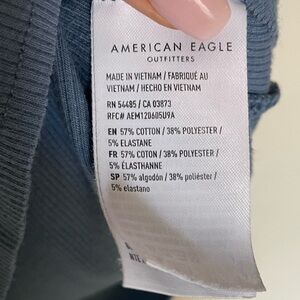 AMERICAN EAGLE
OUTFITTERS
MADE IN VIETNAM / FABRIQUÉ AU
VIETNAM / HECHO EN VIETNAM
RN 54485 / CA 03873
RFC# AEM120605U9A
EN 57% COTTON / 38% POLYESTER /
5% ELASTANE
FR 57% COTON / 38% POLYESTER /
5% ÉLASTHANNE
SP 57% algodón / 38% poliéster /
5% elastano